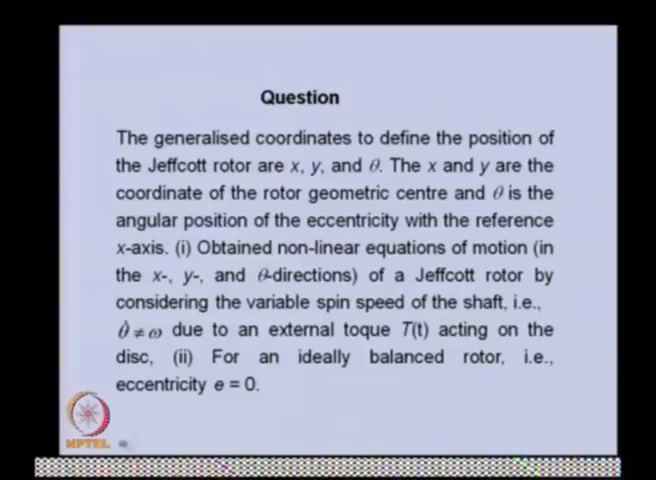 Question
The generalised coordinates to define the position of
the Jeffcott rotor are x, y, and θ. The x and y are the
coordinate of the rotor geometric centre and θ is the
angular position of the eccentricity with the reference
x-axis. (i) Obtained non-linear equations of motion (in
the x-, y-, and θ-directions) of a Jeffcott rotor by
considering the variable spin speed of the shaft, i.e.,
θ̇ ≠ ω due to an external toque T(t) acting on the
disc, (ii) For an ideally balanced rotor, i.e.,
eccentricity e = 0.
NPTEL